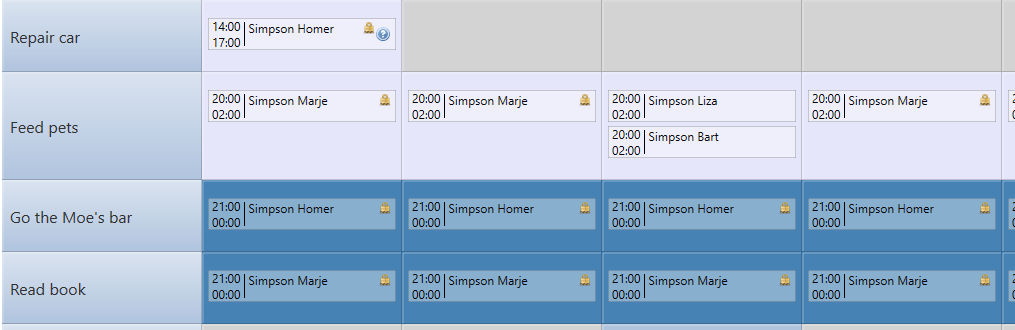 Repair car
14:00 Simpson Homer
17:00
Feed pets
20:00 Simpson Marje
02:00
20:00 Simpson Marje
02:00
20:00 Simpson Liza
02:00
20:00 Simpson Bart
02:00
20:00 Simpson Marje
02:00
Go the Moe's bar
21:00 Simpson Homer
00:00
21:00 Simpson Homer
00:00
21:00 Simpson Homer
00:00
21:00 Simpson Homer
00:00
Read book
21:00 Simpson Marje
00:00
21:00 Simpson Marje
00:00
21:00 Simpson Marje
00:00
21:00 Simpson Marje
00:00